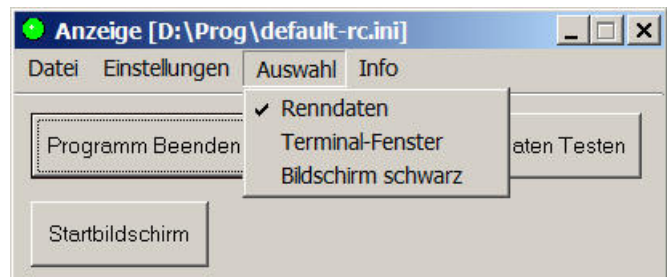 Anzeige [D:\Prog\default-rc.ini]
Datei Einstellungen Auswahl Info
Renndaten
Terminal-Fenster
Bildschirm schwarz
Programm Beenden
aten Testen
Startbildschirm